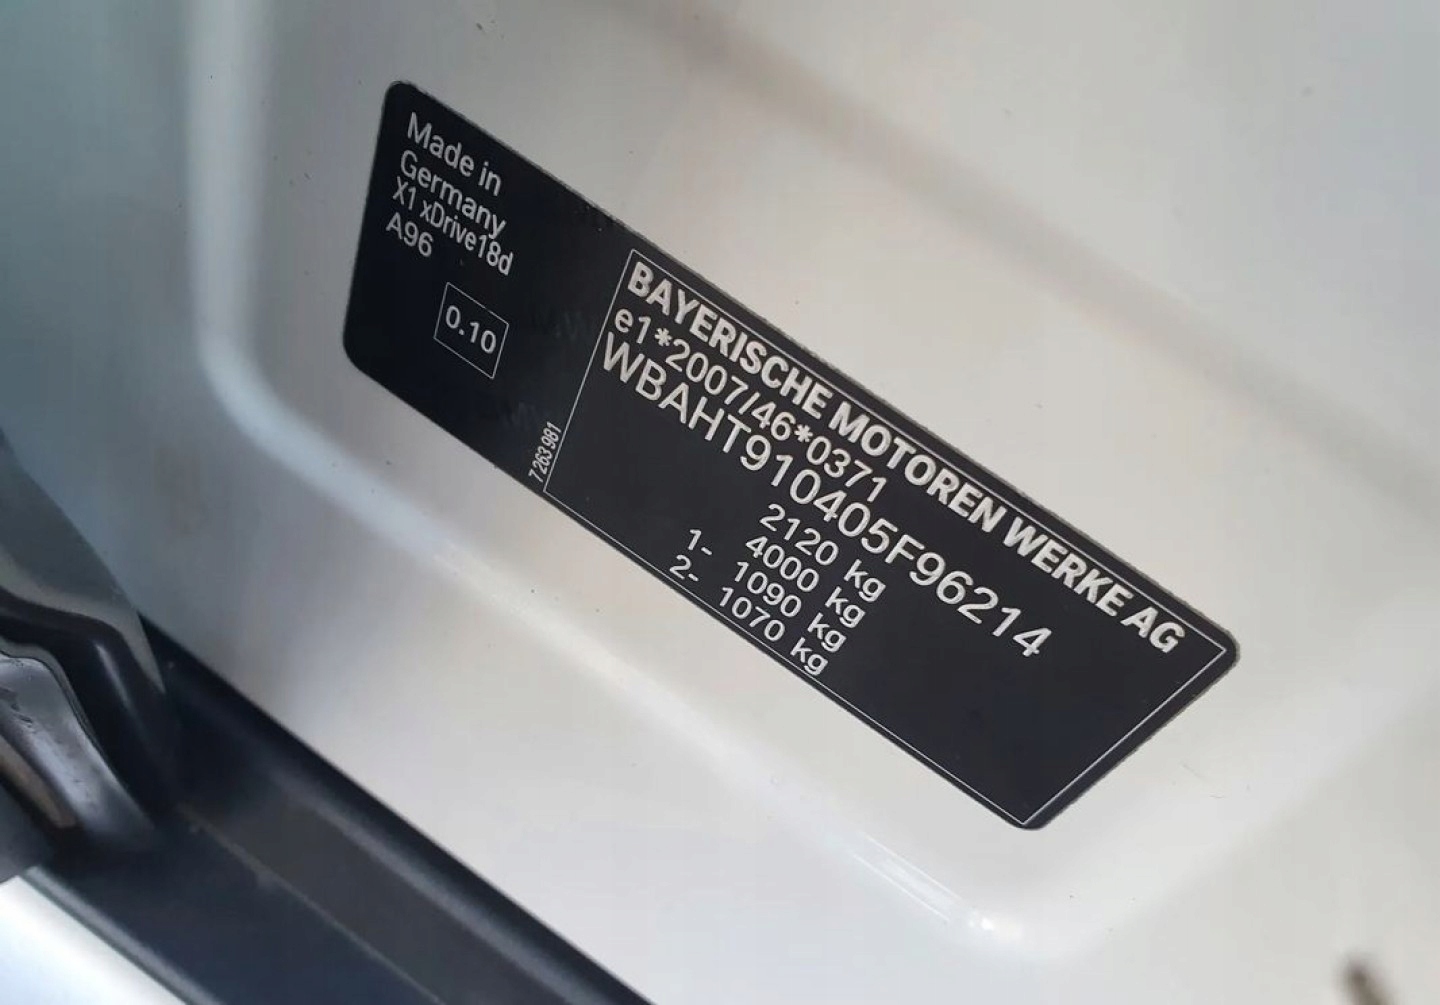 Made in
Germany
X1 xDrive18d
A96
0.10
7 263 981
BAYERISCHE MOTOREN WERKE AG
e1*2007/46*0371
WBAHT910405F96214
2120 kg
4000 kg
1- 1090 kg
2- 1070 kg